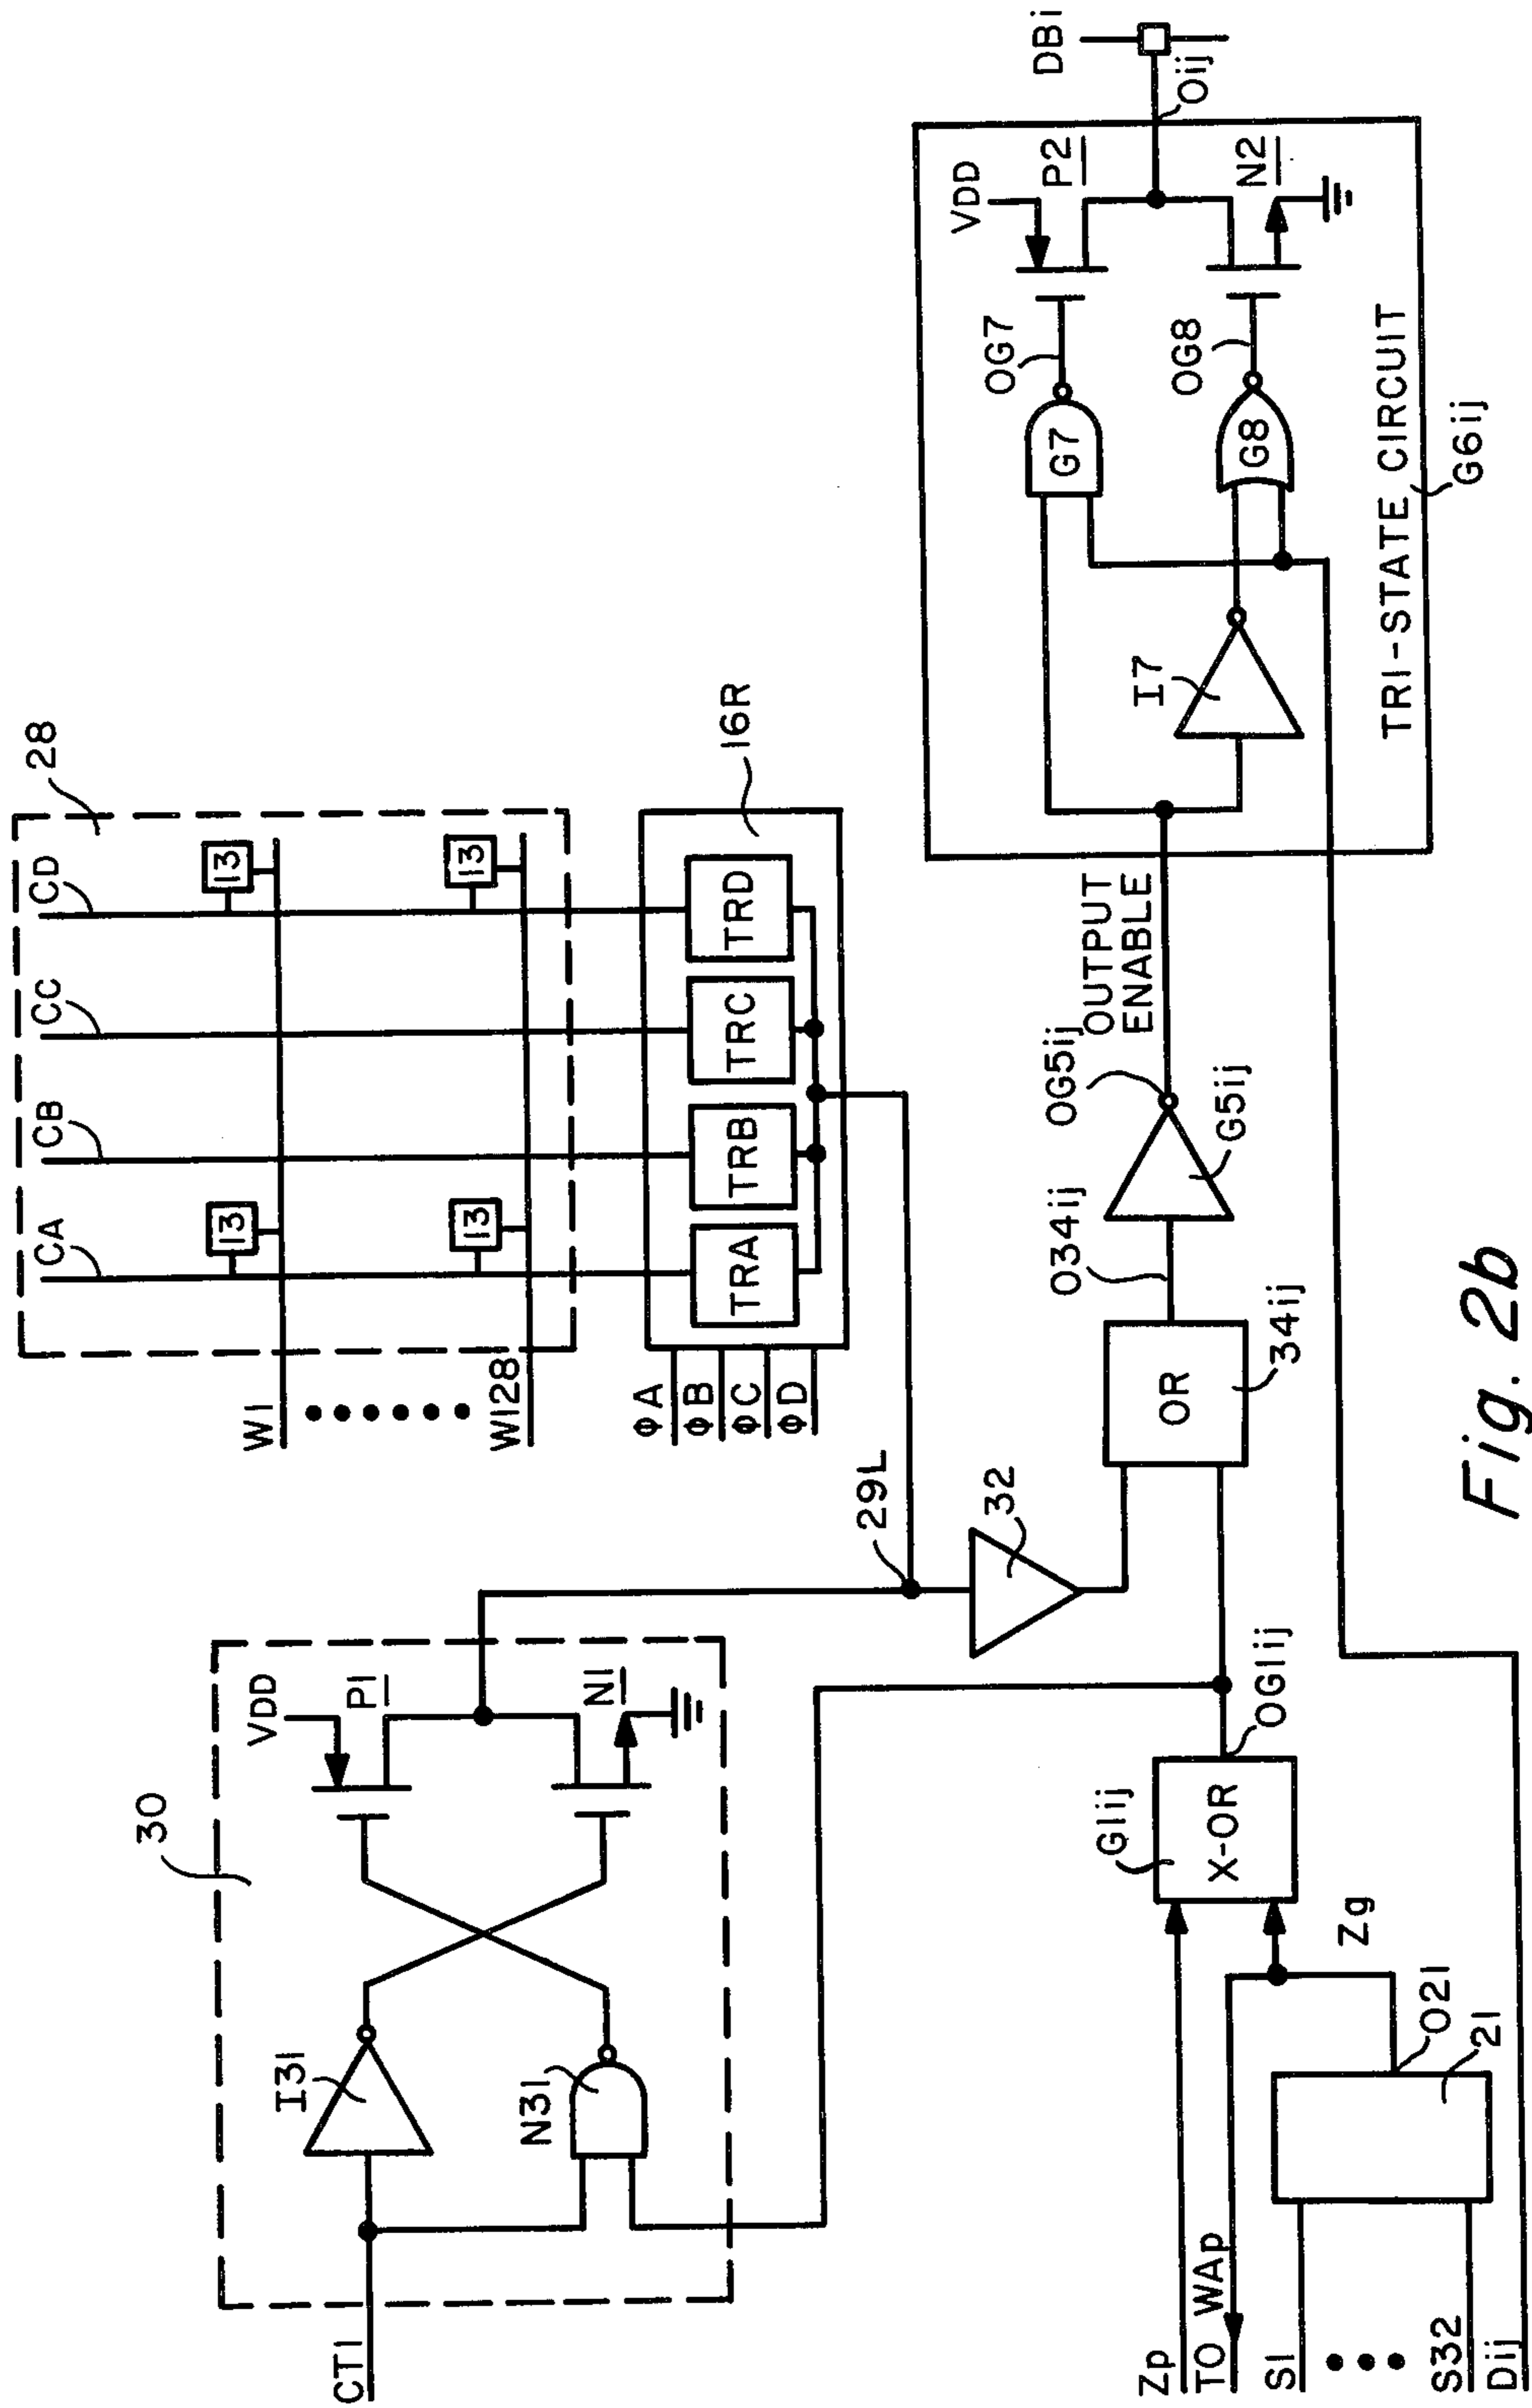 CT1
30
I31
N31
VDD
P1
N1
W1
W128
CA
CB
CC
CD
28
13
13
13
13
ΦA
ΦB
ΦC
ΦD
TRA
TRB
TRC
TRD
16R
29L
32
Zp
TO WAp
S1
S32
Dij
21
O21
Zg
G1ij
X-OR
OG1ij
OR
34ij
O34ij
G5ij
OG5ij
OUTPUT
ENABLE
I7
G7
G8
OG7
OG8
VDD
P2
N2
Oij
DBi
TRI-STATE CIRCUIT
G6ij
Fig. 2b